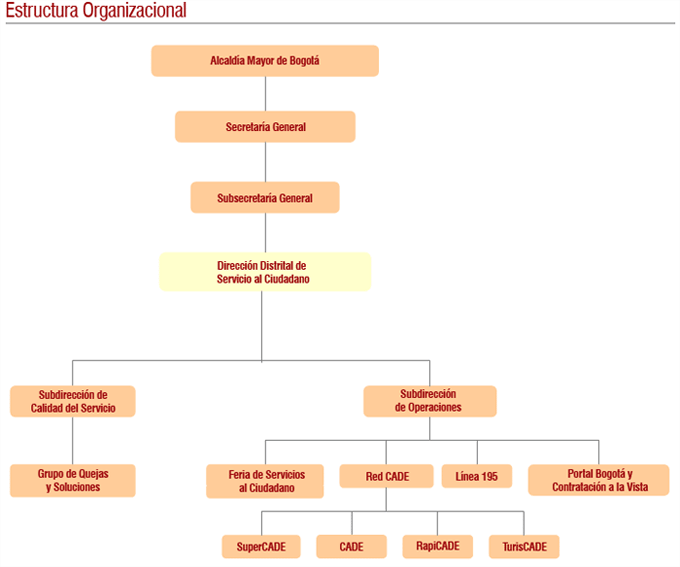 Estructura Organizacional
Alcaldía Mayor de Bogotá
Secretaría General
Subsecretaría General
Dirección Distrital de
Servicio al Ciudadano
Subdirección de
Calidad del Servicio
Subdirección
de Operaciones
Grupo de Quejas
y Soluciones
Feria de Servicios
al Ciudadano
Red CADE
Línea 195
Portal Bogotá y
Contratación a la Vista
SuperCADE
CADE
RapiCADE
TurisCADE